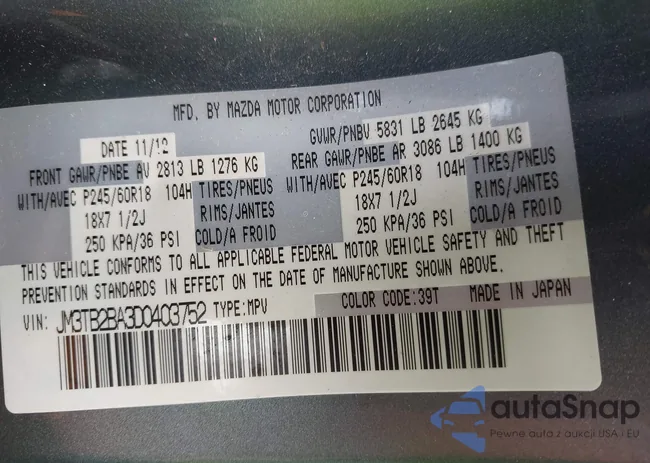 MFD. BY MAZDA MOTOR CORPORATION
DATE 11/12
GVWR/PNBV 5831 LB 2645 KG
FRONT GAWR/PNBE AV 2813 LB 1276 KG
REAR GAWR/PNBE AR 3086 LB 1400 KG
WITH/AVEC P245/60R18 104H TIRES/PNEUS
WITH/AVEC P245/60R18 104H TIRES/PNEUS
18X7 1/2J RIMS/JANTES
18X7 1/2J RIMS/JANTES
250 KPA/36 PSI COLD/A FROID
250 KPA/36 PSI COLD/A FROID
THIS VEHICLE CONFORMS TO ALL APPLICABLE FEDERAL MOTOR VEHICLE SAFETY AND THEFT
PREVENTION STANDARDS IN EFFECT ON THE DATE OF MANUFACTURE SHOWN ABOVE.
VIN: JM3TB2BA3D0403752 TYPE:MPV
COLOR CODE:39T MADE IN JAPAN
autaSnap
Pewne auta z aukcji USA i EU